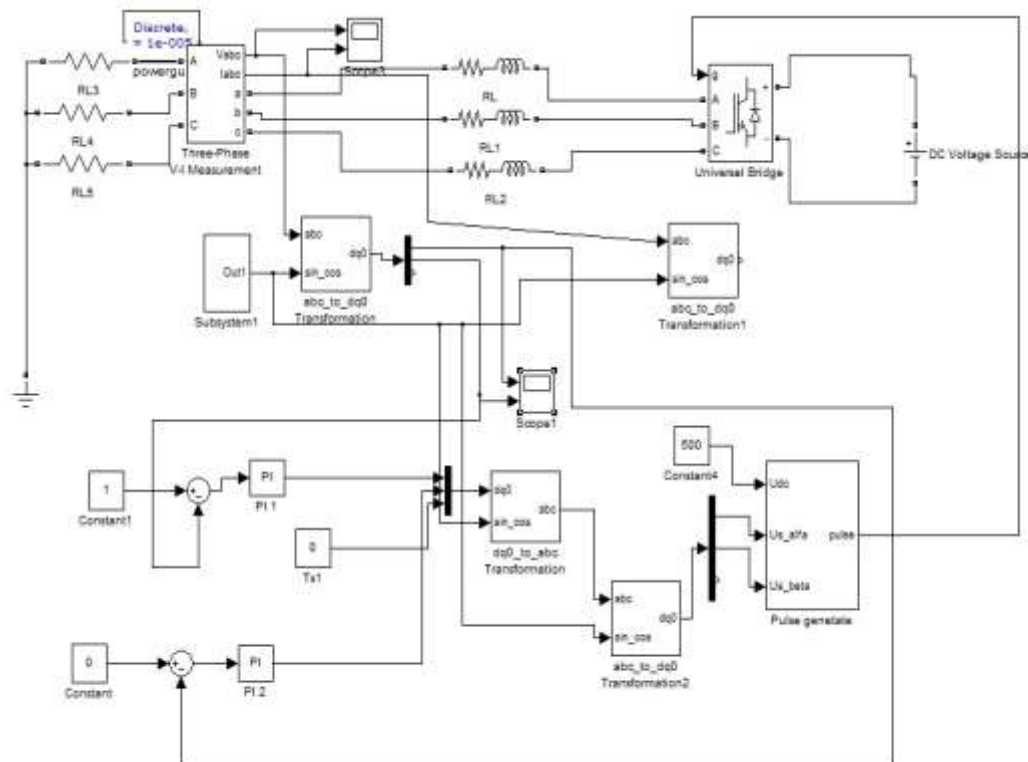 Discrete,
= 1e-005
powergu
A
B
C
Vabc
Iabc
a
b
c
Three-Phase
V-I Measurement
RL3
RL4
RL5
Scope3
RL
RL1
RL2
g
A
B
C
+
-
Universal Bridge
+
DC Voltage Source
Out1
Subsystem1
abc
sin_cos
dq0
abc_to_dq0
Transformation
abc
sin_cos
dq0
abc_to_dq0
Transformation1
Scope1
1
Constant1
PI
PI 1
0
Ts1
dq0
sin_cos
abc
dq0_to_abc
Transformation
500
Constant4
Udc
Us_alfa
Us_beta
pulse
Pulse genstate
abc
sin_cos
dq0
abc_to_dq0
Transformation2
0
Constant
PI
PI 2